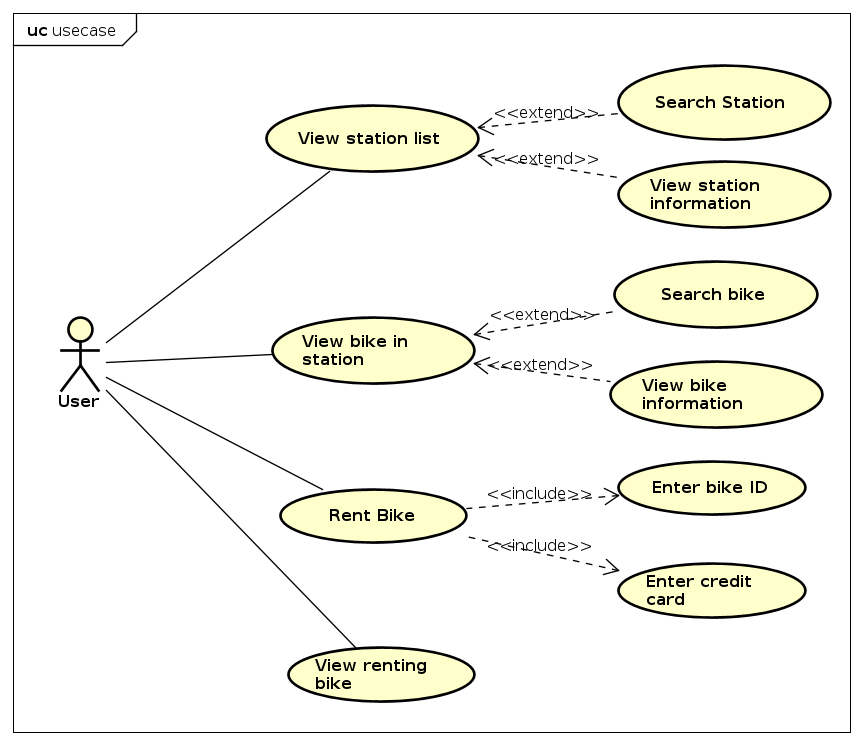 uc usecase
Search Station
<<extend>>
View station list
<<extend>>
View station
information
Search bike
<<extend>>
View bike in
station
<<extend>>
View bike
information
User
Enter bike ID
<<include>>
Rent Bike
<<include>>
Enter credit
card
View renting
bike